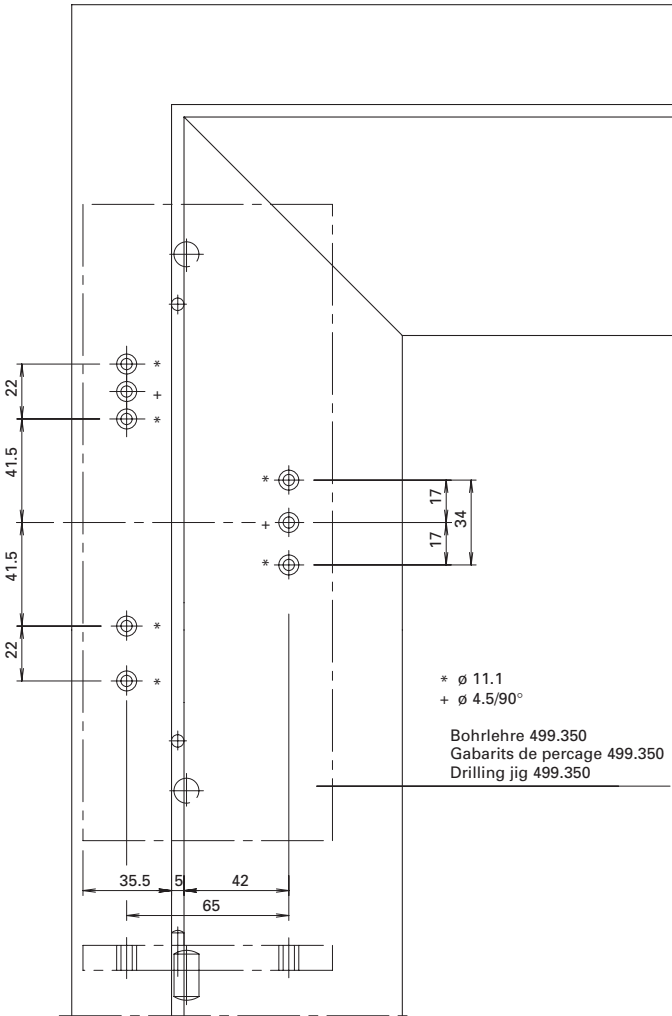 22
*
+
*
41.5
*
17
+
34
17
*
41.5
*
22
*
* ø 11.1
+ ø 4.5/90°
Bohrlehre 499.350
Gabarits de percage 499.350
Drilling jig 499.350
35.5 5 42
65